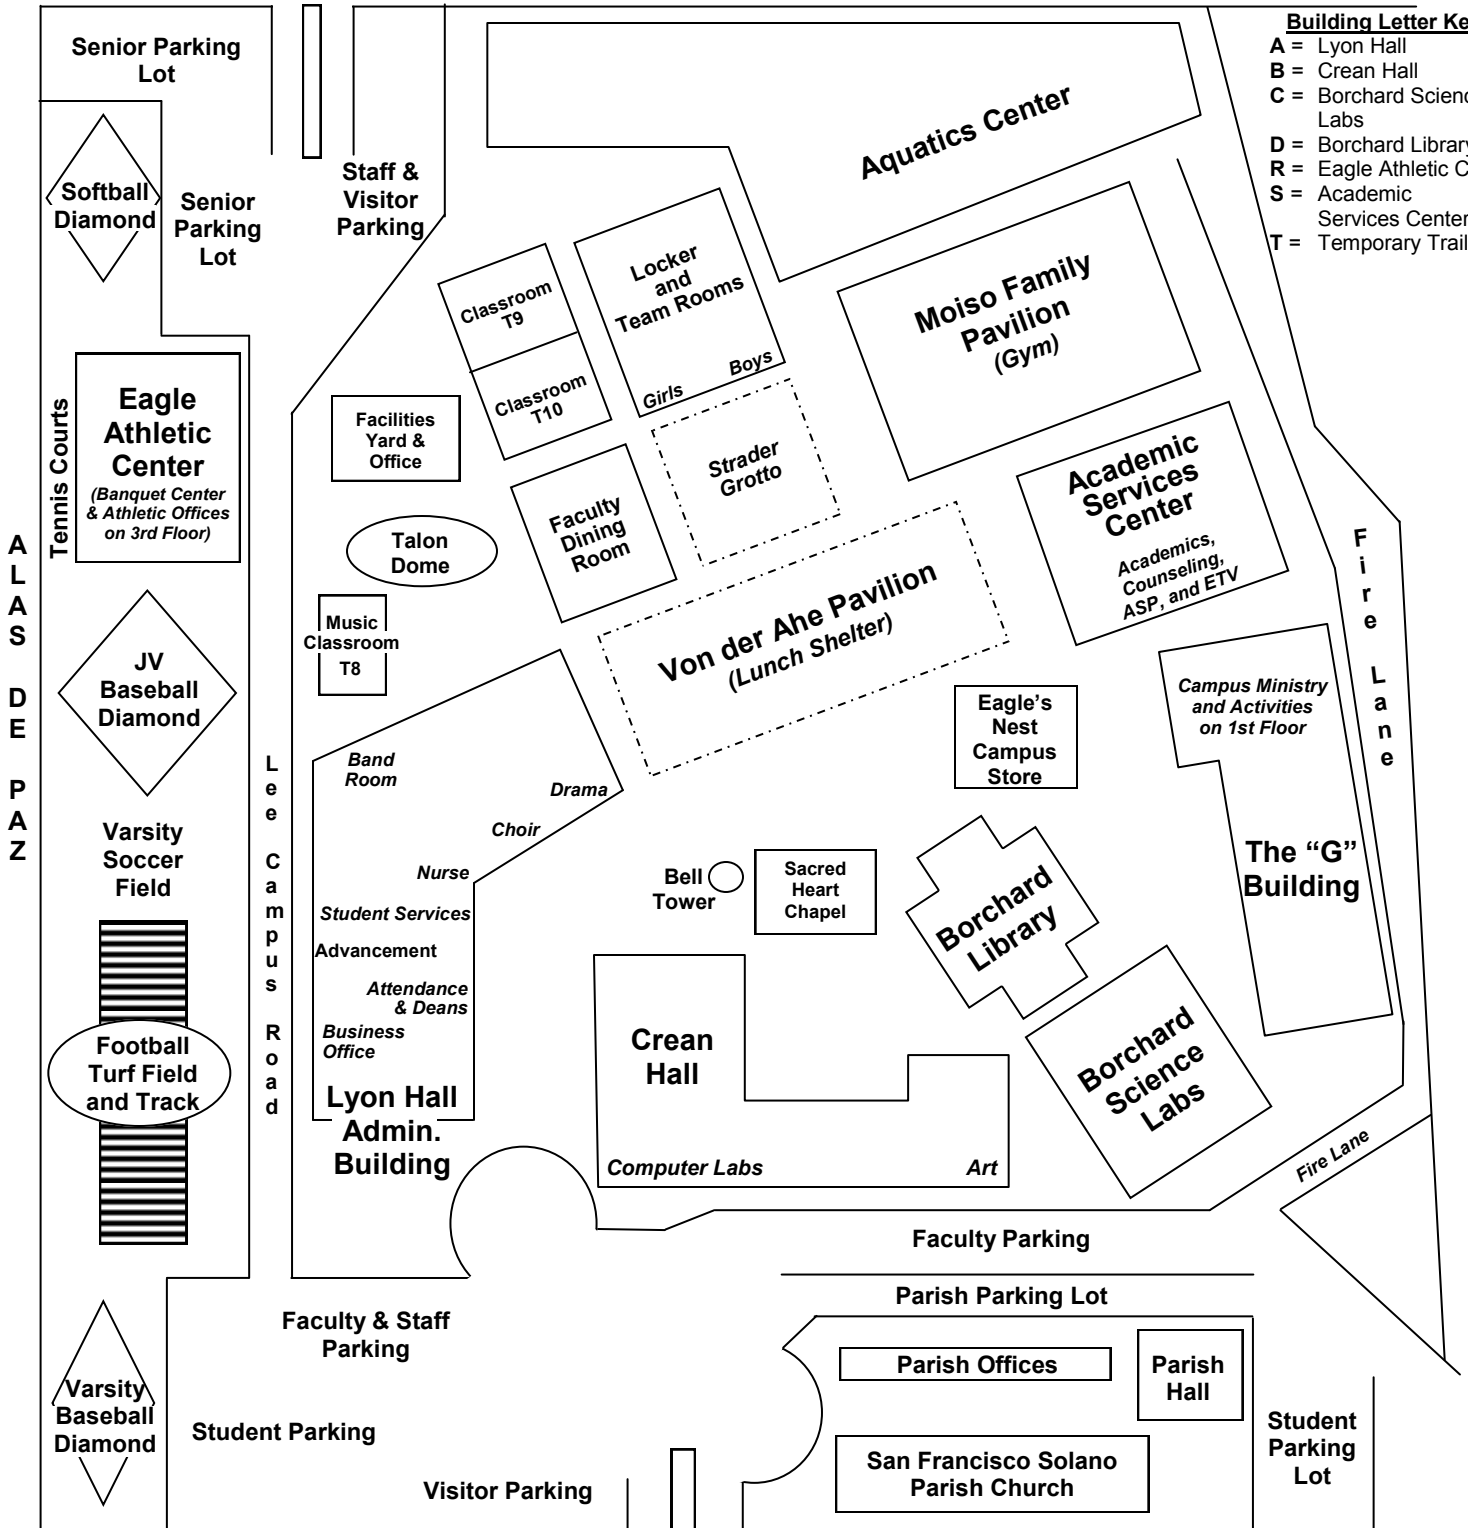 Building Letter Ke
A = Lyon Hall
B = Crean Hall
C = Borchard Scienc
Labs
D = Borchard Library
R = Eagle Athletic C
S = Academic
Services Center
T = Temporary Trail
Senior Parking
Lot
Softball
Diamond
Senior
Parking
Lot
Staff &
Visitor
Parking
Aquatics Center
Classroom
T9
Classroom
T10
Locker
and
Team Rooms
Girls
Boys
Moiso Family
Pavilion
(Gym)
Tennis Courts
Eagle
Athletic
Center
(Banquet Center
& Athletic Offices
on 3rd Floor)
Facilities
Yard &
Office
Talon
Dome
Faculty
Dining
Room
Strader
Grotto
Academic
Services
Center
Academics,
Counseling,
ASP, and ETV
Fire Lane
ALAS DE PAZ
Music
Classroom
T8
Von der Ahe Pavilion
(Lunch Shelter)
JV
Baseball
Diamond
Eagle's
Nest
Campus
Store
Campus Ministry
and Activities
on 1st Floor
The “G”
Building
Lee Campus Road
Band
Room
Drama
Choir
Nurse
Student Services
Advancement
Attendance
& Deans
Business
Office
Lyon Hall
Admin.
Building
Varsity
Soccer
Field
Bell
Tower
Sacred
Heart
Chapel
Borchard
Library
Football
Turf Field
and Track
Crean
Hall
Computer Labs
Art
Borchard
Science
Labs
Fire Lane
Faculty Parking
Parish Parking Lot
Faculty & Staff
Parking
Parish Offices
Parish
Hall
Varsity
Baseball
Diamond
Student Parking
Student
Parking
Lot
San Francisco Solano
Parish Church
Visitor Parking